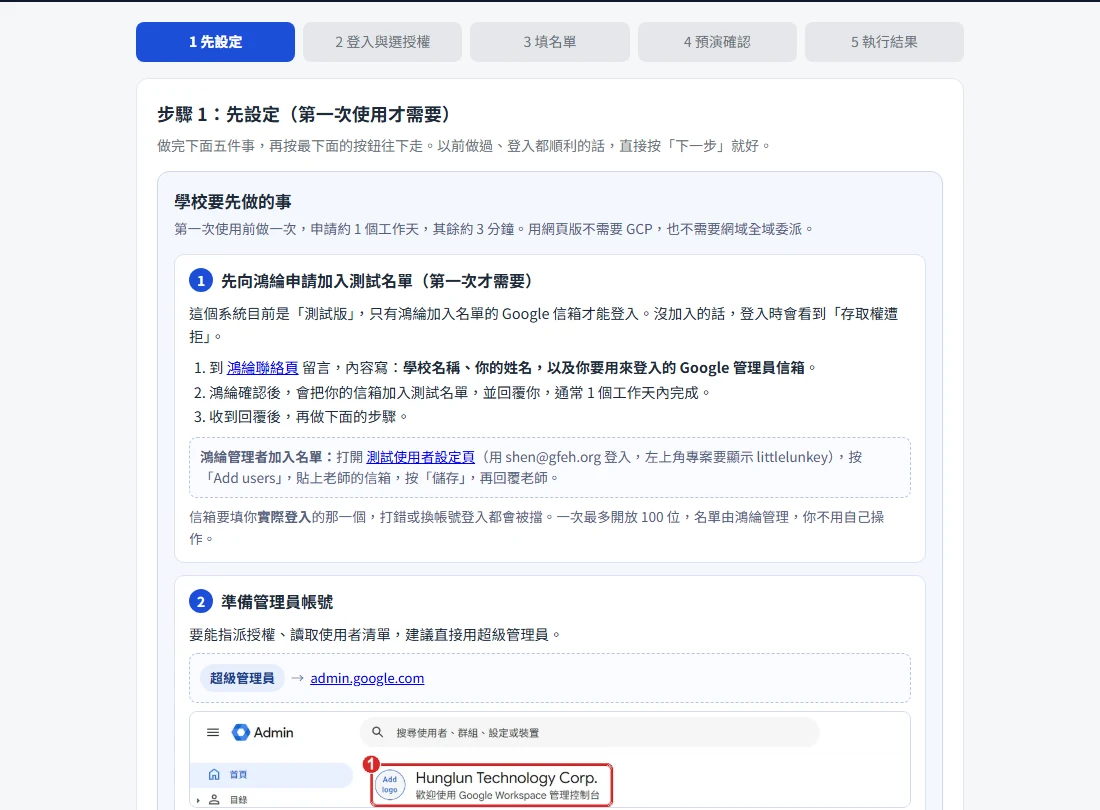 1 先設定
2 登入與選授權
3 填名單
4 預演確認
5 執行結果
步驟 1：先設定（第一次使用才需要）
做完下面五件事，再按最下面的按鈕往下走。以前做過、登入都順利的話，直接按「下一步」就好。
學校要先做的事
第一次使用前做一次，申請約 1 個工作天，其餘約 3 分鐘。用網頁版不需要 GCP，也不需要網域全域委派。
1 先向鴻綸申請加入測試名單（第一次才需要）
這個系統目前是「測試版」，只有鴻綸加入名單的 Google 信箱才能登入。沒加入的話，登入時會看到「存取權遭
拒」。
1. 到 鴻綸聯絡頁 留言，內容寫：學校名稱、你的姓名，以及你要用來登入的 Google 管理員信箱。
2. 鴻綸確認後，會把你的信箱加入測試名單，並回覆你，通常 1 個工作天內完成。
3. 收到回覆後，再做下面的步驟。
鴻綸管理者加入名單：打開 測試使用者設定頁（用 shen@gfeh.org 登入，左上角專案要顯示 littlelunkey），按
「Add users」，貼上老師的信箱，按「儲存」，再回覆老師。
信箱要填你實際登入的那一個，打錯或換帳號登入都會被擋。一次最多開放 100 位，名單由鴻綸管理，你不用自己操
作。
2 準備管理員帳號
要能指派授權、讀取使用者清單，建議直接用超級管理員。
超級管理員 → admin.google.com
Admin
搜尋使用者、群組、設定或裝置
首頁
目錄
1
Add
logo
Hunglun Technology Corp.
歡迎使用 Google Workspace 管理控制台